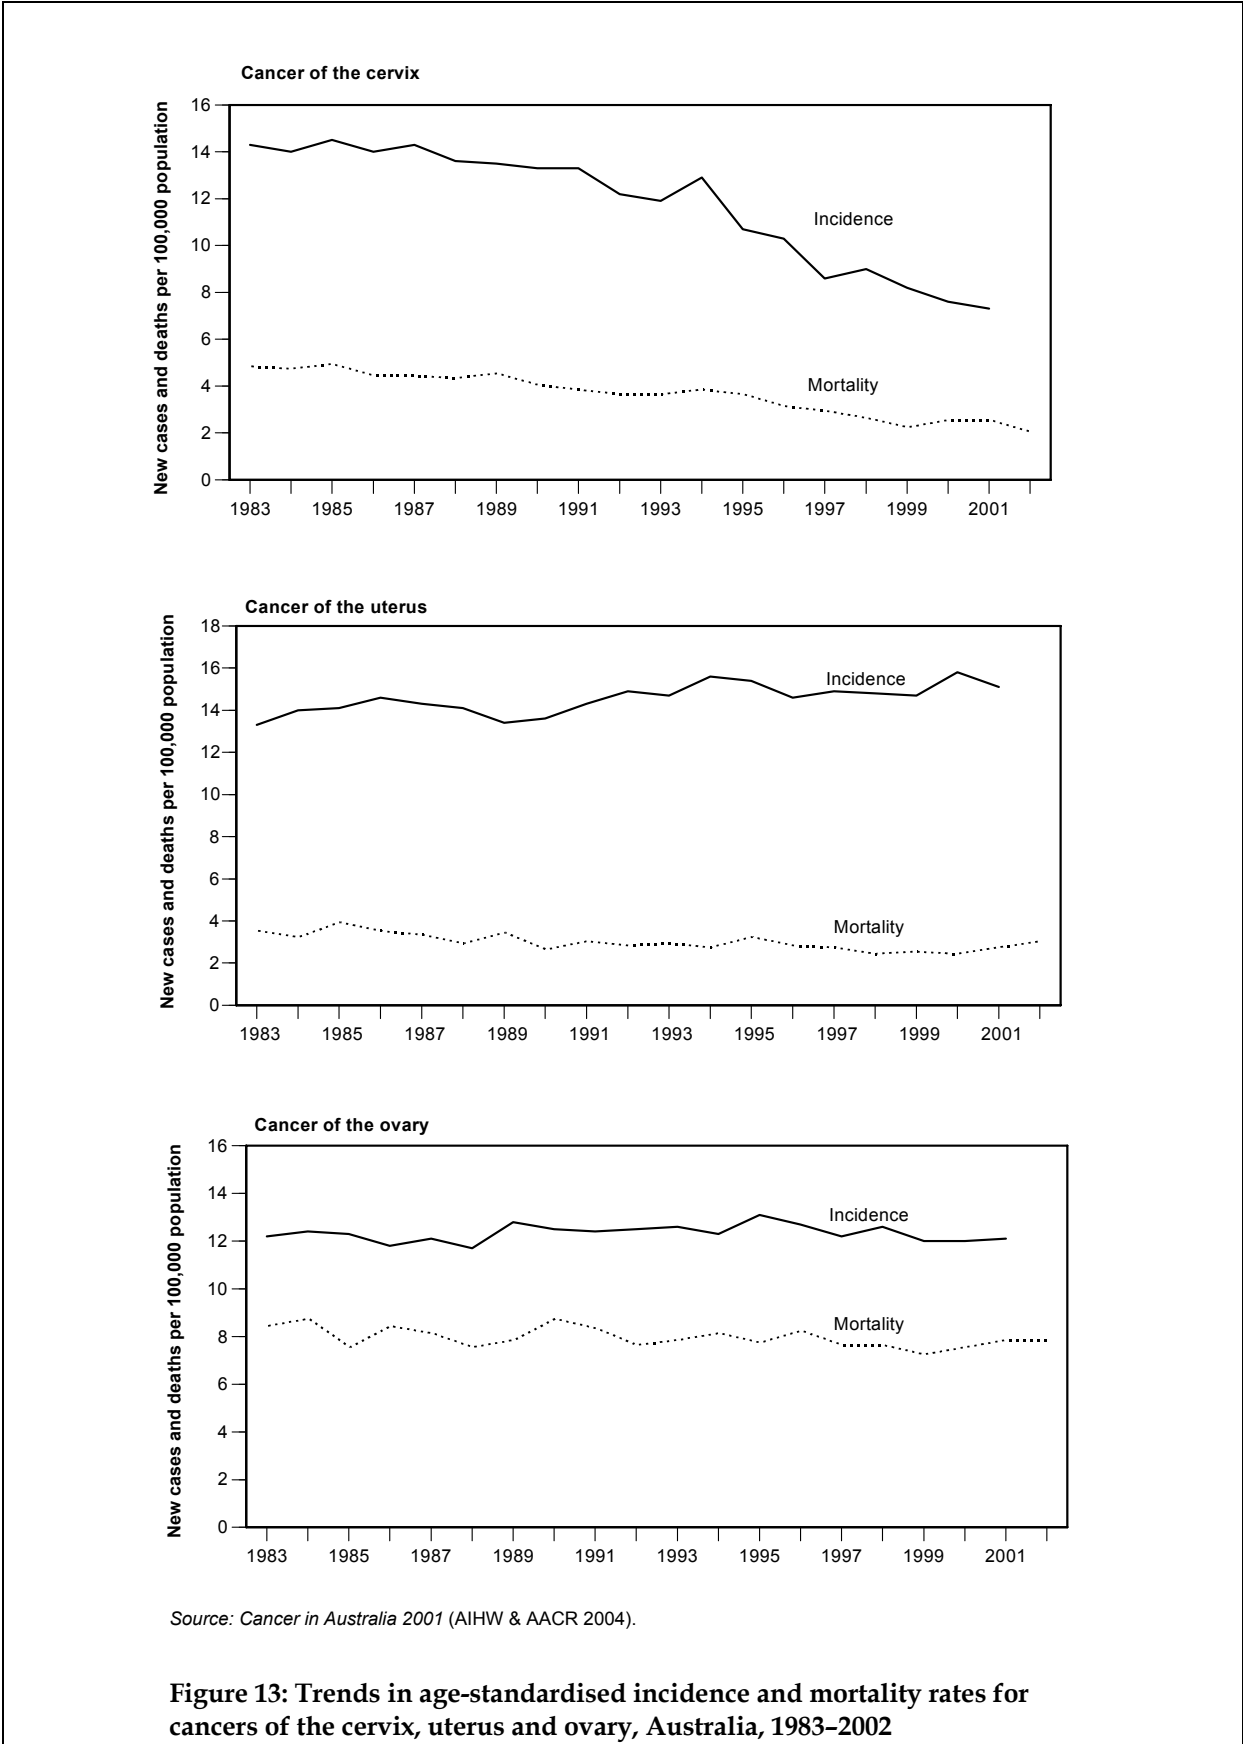 Cancer of the cervix
New cases and deaths per 100,000 population
16
14
12
10
8
6
4
2
0
Incidence
Mortality
1983 1985 1987 1989 1991 1993 1995 1997 1999 2001
Cancer of the uterus
New cases and deaths per 100,000 population
18
16
14
12
10
8
6
4
2
0
Incidence
Mortality
1983 1985 1987 1989 1991 1993 1995 1997 1999 2001
Cancer of the ovary
New cases and deaths per 100,000 population
16
14
12
10
8
6
4
2
0
Incidence
Mortality
1983 1985 1987 1989 1991 1993 1995 1997 1999 2001
Source: Cancer in Australia 2001 (AIHW & AACR 2004).
Figure 13: Trends in age-standardised incidence and mortality rates for
cancers of the cervix, uterus and ovary, Australia, 1983–2002